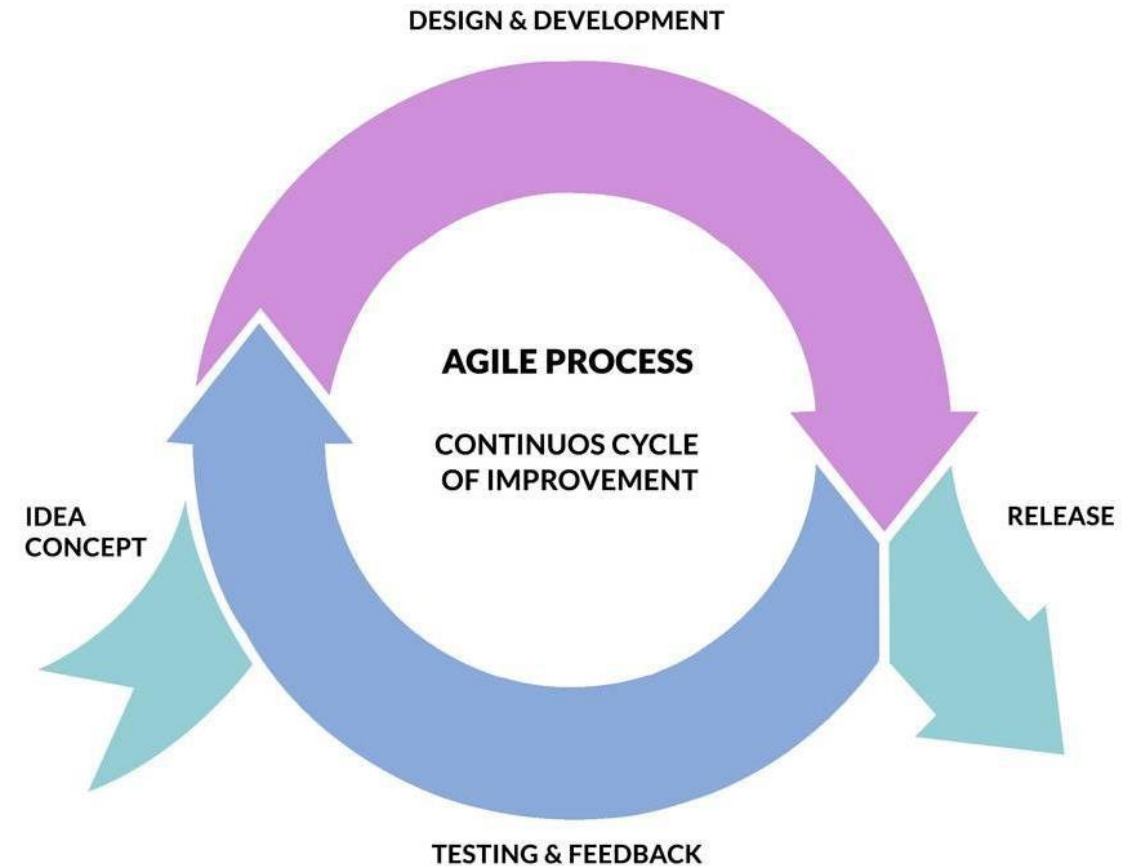 DESIGN & DEVELOPMENT
AGILE PROCESS
CONTINUOS CYCLE
OF IMPROVEMENT
IDEA
CONCEPT
RELEASE
TESTING & FEEDBACK